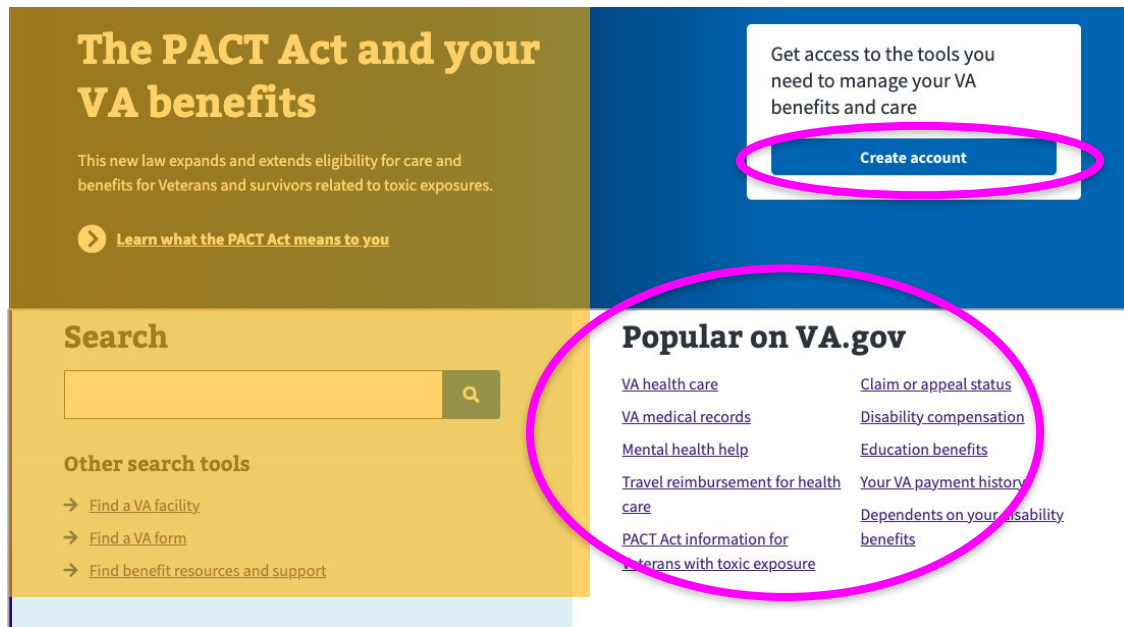 The PACT Act and your
VA benefits
This new law expands and extends eligibility for care and
benefits for Veterans and survivors related to toxic exposures.
Learn what the PACT Act means to you
Get access to the tools you
need to manage your VA
benefits and care
Create account
Search
Other search tools
Find a VA facility
Find a VA form
Find benefit resources and support
Popular on VA.gov
VA health care
VA medical records
Mental health help
Travel reimbursement for health
care
PACT Act information for
Veterans with toxic exposure
Claim or appeal status
Disability compensation
Education benefits
Your VA payment history
Dependents on your disability
benefits